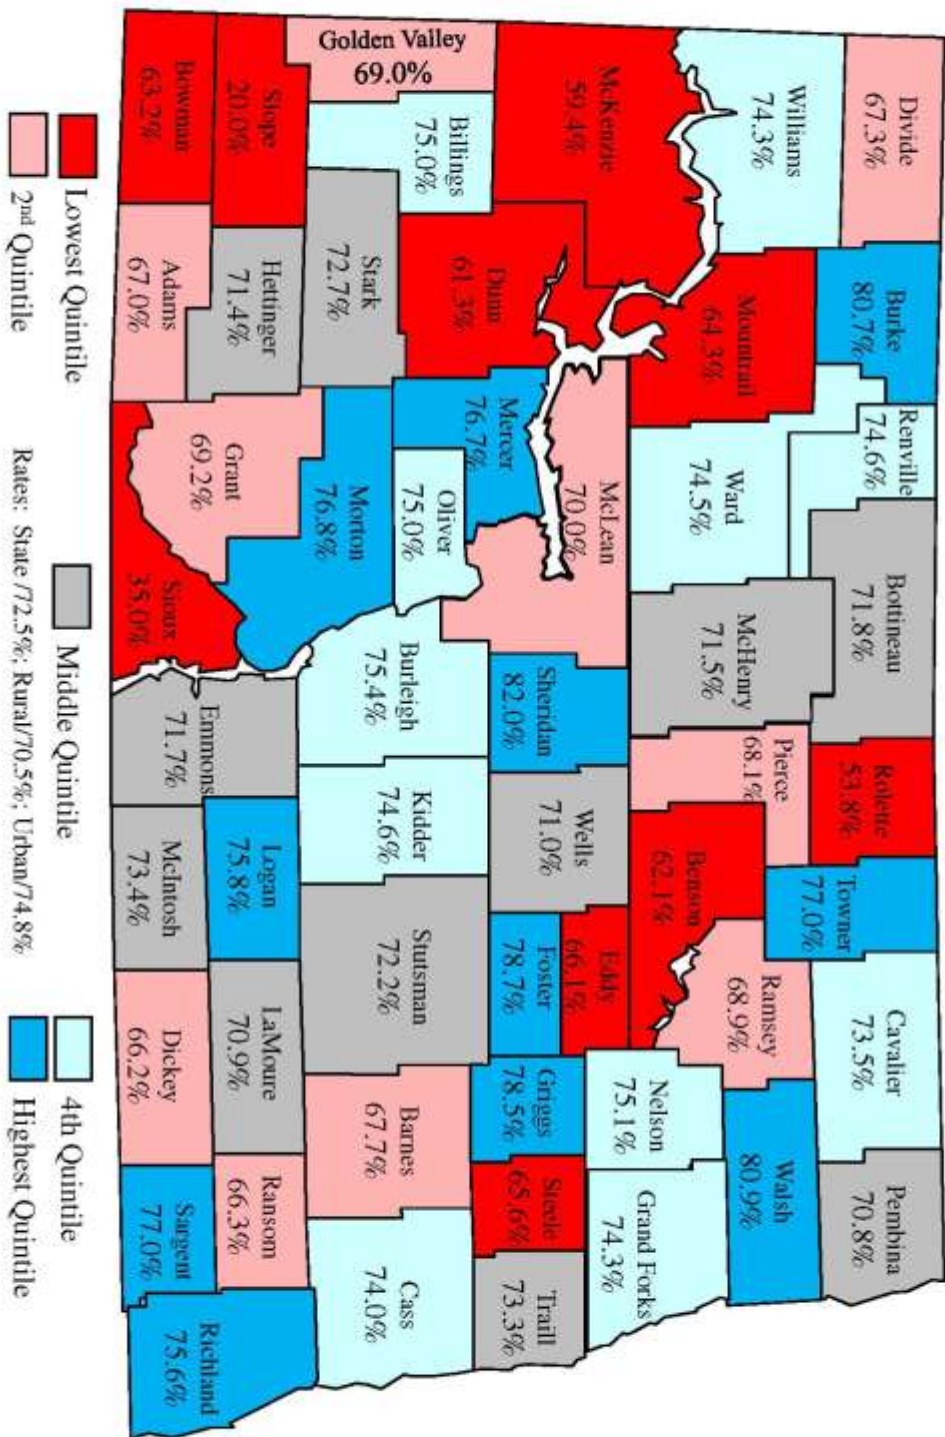 Divide
67.3%
Burke
80.7%
Renville
74.6%
Bottineau
71.8%
Rolette
53.8%
Towner
77.0%
Cavalier
73.5%
Pembina
70.8%
Williams
74.3%
Mountrail
64.3%
Ward
74.5%
McHenry
71.5%
Pierce
68.1%
Benson
62.1%
Ramsey
68.9%
Walsh
80.9%
Nelson
75.1%
Grand Forks
74.3%
McKenzie
59.4%
McLean
70.0%
Sheridan
82.0%
Wells
71.0%
Eddy
66.1%
Foster
78.7%
Griggs
78.5%
Steele
65.6%
Traill
73.3%
Golden Valley
69.0%
Billings
75.0%
Dunn
61.3%
Mercer
76.7%
Oliver
75.0%
Stark
72.7%
Morton
76.8%
Burleigh
75.4%
Kidder
74.6%
Stutsman
72.2%
Barnes
67.7%
Cass
74.0%
Slope
20.0%
Hettinger
71.4%
Grant
69.2%
Bowman
63.2%
Adams
67.0%
Sioux
35.0%
Emmons
71.7%
Logan
75.8%
LaMoure
70.9%
Ransom
66.3%
McIntosh
73.4%
Dickey
66.2%
Sargent
77.0%
Richland
75.6%
Lowest Quintile
2nd Quintile
Middle Quintile
4th Quintile
Highest Quintile
Rates: State /72.5%; Rural/70.5%; Urban/74.8%